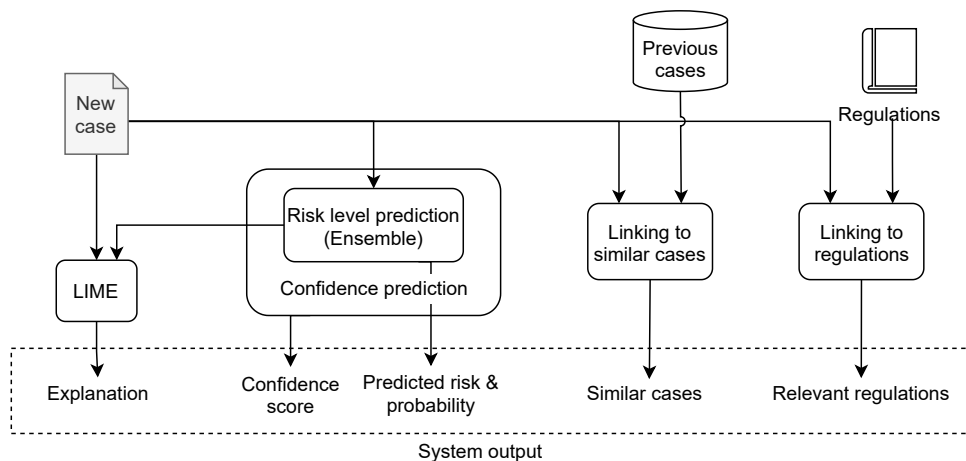 Previous
cases
New
case
Regulations
Risk level prediction
(Ensemble)
Linking to
similar cases
Linking to
regulations
LIME
Confidence prediction
Explanation
Confidence
score
Predicted risk &
probability
Similar cases
Relevant regulations
System output